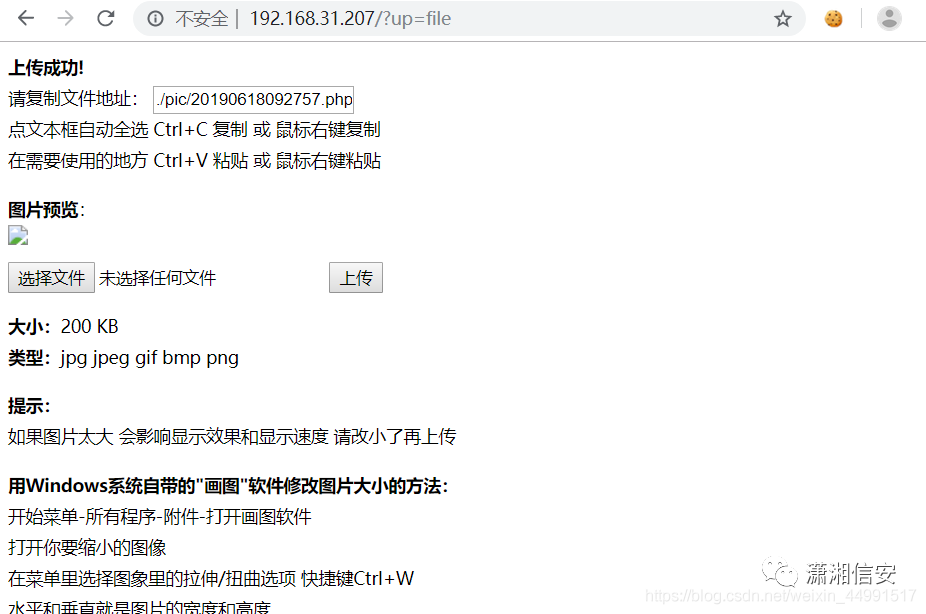 不安全 | 192.168.31.207/?up=file
上传成功!
请复制文件地址: ./pic/20190618092757.php
点文本框自动全选 Ctrl+C 复制 或 鼠标右键复制
在需要使用的地方 Ctrl+V 粘贴 或 鼠标右键粘贴
图片预览:
选择文件 未选择任何文件 上传
大小: 200 KB
类型: jpg jpeg gif bmp png
提示:
如果图片太大 会影响显示效果和显示速度 请改小了再上传
用Windows系统自带的"画图"软件修改图片大小的方法:
开始菜单-所有程序-附件-打开画图软件
打开你要缩小的图像
在菜单里选择图象里的拉伸/扭曲选项 快捷键Ctrl+W
水平和垂直就是图片的宽度和高度
潇湘信安
https://blog.csdn.net/weixin_44991517